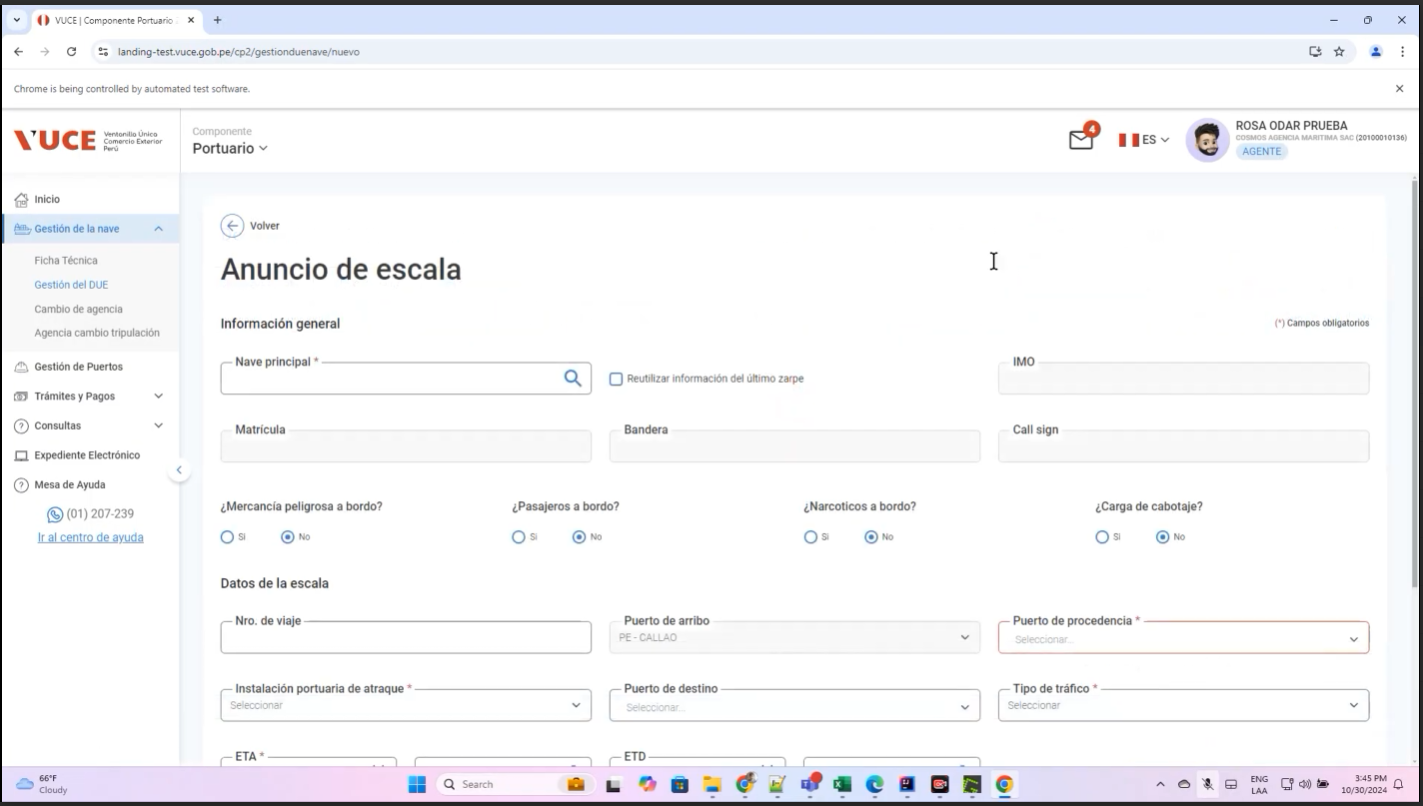 VUCE | Componente Portuario
landing-test.vuce.gob.pe/cp2/gestionduenave/nuevo
Chrome is being controlled by automated test software.
VUCE
Ventanilla Única
Comercio Exterior
Perú
Componente
Portuario
4
ES
ROSA ODAR PRUEBA
COSMOS AGENCIA MARITIMA SAC (20100010136)
AGENTE
Inicio
Gestión de la nave
Ficha Técnica
Gestión del DUE
Cambio de agencia
Agencia cambio tripulación
Gestión de Puertos
Trámites y Pagos
Consultas
Expediente Electrónico
Mesa de Ayuda
(01) 207-239
Ir al centro de ayuda
Volver
Anuncio de escala
Información general
(*) Campos obligatorios
Nave principal *
Reutilizar información del último zarpe
IMO
Matrícula
Bandera
Call sign
¿Mercancía peligrosa a bordo?
¿Pasajeros a bordo?
¿Narcoticos a bordo?
¿Carga de cabotaje?
Si No
Si No
Si No
Si No
Datos de la escala
Nro. de viaje
Puerto de arribo
PE - CALLAO
Puerto de procedencia *
Seleccionar...
Instalación portuaria de atraque *
Seleccionar
Puerto de destino
Seleccionar...
Tipo de tráfico *
Seleccionar
ETA *
ETD
66°F
Cloudy
Search
ENG
LAA
3:45 PM
10/30/2024